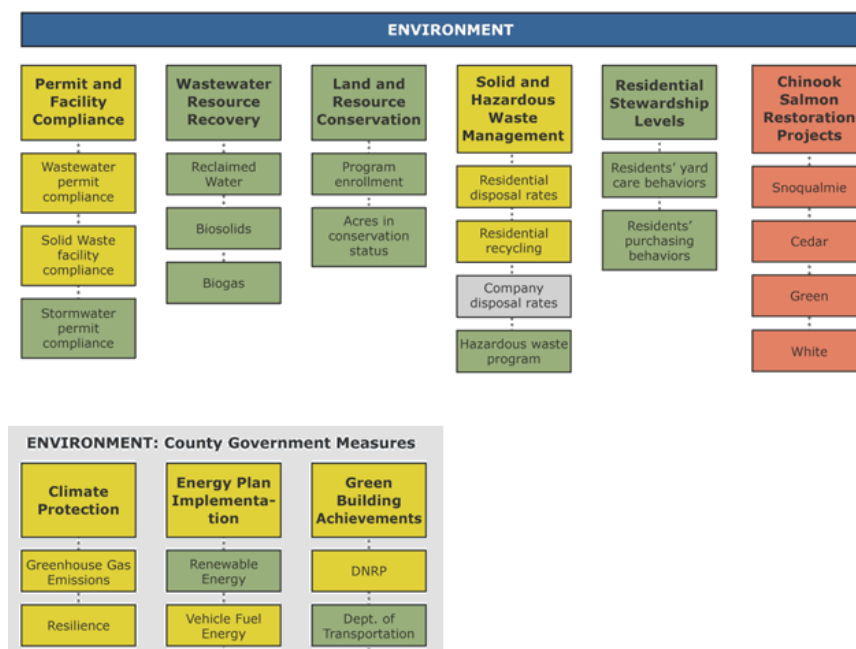 ENVIRONMENT
Permit and
Facility
Compliance
Wastewater
permit
compliance
Solid Waste
facility
compliance
Stormwater
permit
compliance
Wastewater
Resource
Recovery
Reclaimed
Water
Biosolids
Biogas
Land and
Resource
Conservation
Program
enrollment
Acres in
conservation
status
Solid and
Hazardous
Waste
Management
Residential
disposal rates
Residential
recycling
Company
disposal rates
Hazardous waste
program
Residential
Stewardship
Levels
Residents' yard
care behaviors
Residents'
purchasing
behaviors
Chinook
Salmon
Restoration
Projects
Snoqualmie
Cedar
Green
White
ENVIRONMENT: County Government Measures
Climate
Protection
Greenhouse Gas
Emissions
Resilience
Energy Plan
Implementa-
tion
Renewable
Energy
Vehicle Fuel
Energy
Green
Building
Achievements
DNRP
Dept. of
Transportation